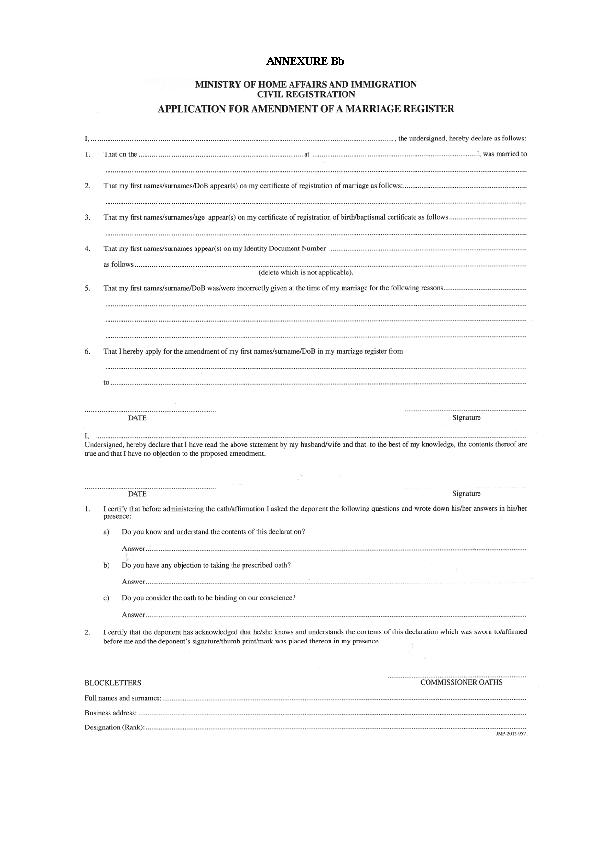 ANNEXURE Bb
MINISTRY OF HOME AFFAIRS AND IMMIGRATION
CIVIL REGISTRATION
APPLICATION FOR AMENDMENT OF A MARRIAGE REGISTER
I, ..., the undersigned, hereby declare as follows:
1. That on the ... at ..., was married to
2. That my first names/surnames/DoB appear(s) on my certificate of registration of marriage as follows:...
3. That my first names/surnames/age appear(s) on my certificate of registration of birth/baptismal certificate as follows...
4. That my first names/surnames appear(s) on my Identity Document Number ...
as follows...
(delete which is not applicable).
5. That my first names/surname/DoB was/were incorrectly given at the time of my marriage for the following reasons...
6. That I hereby apply for the amendment of my first names/surname/DoB in my marriage register from
to ...
DATE Signature
I, ...
Undersigned, hereby declare that I have read the above statement by my husband/wife and that to the best of my knowledge, the contents thereof are
true and that I have no objection to the proposed amendment.
DATE Signature
1. I certify that before administering the oath/affirmation I asked the deponent the following questions and wrote down his/her answers in his/her
presence:
a) Do you know and understand the contents of this declaration?
Answer...
b) Do you have any objection to taking the prescribed oath?
Answer...
c) Do you consider the oath to be binding on our conscience?
Answer...
2. I certify that the deponent has acknowledged that he/she knows and understands the contents of this declaration which was sworn to/affirmed
before me and the deponent's signature/thumb print/mark was placed thereon in my presence
BLOCKLETTERS COMMISSIONER OATHS
Full names and surname:...
Business address:...
Designation (Rank):...